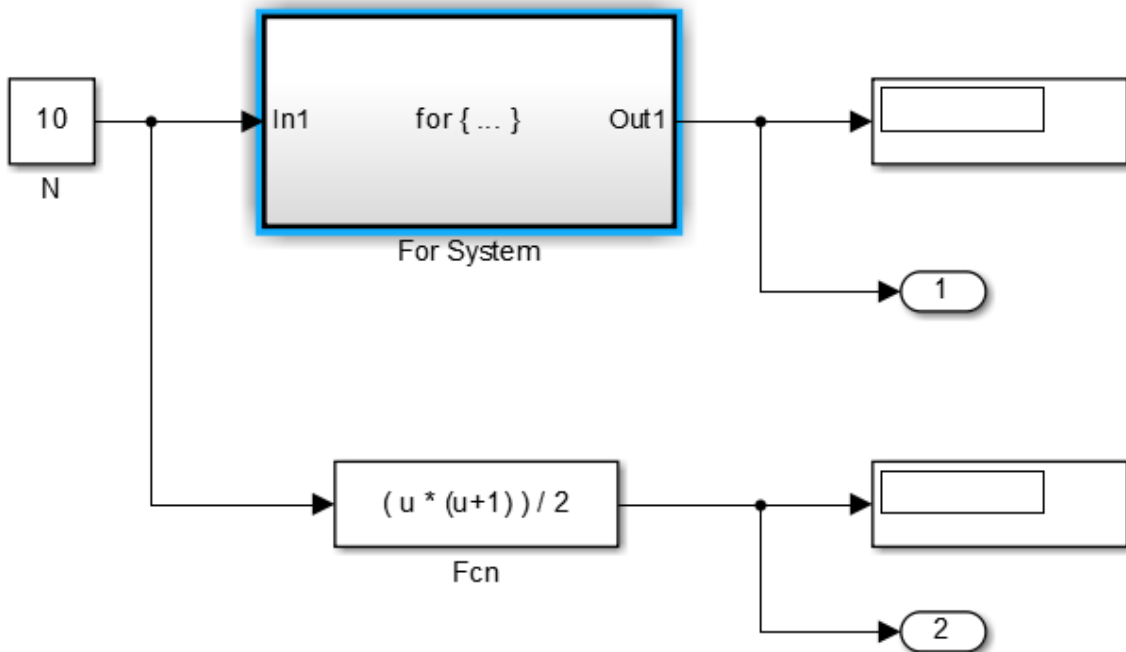 10
N
In1 for { ... } Out1
For System
1
( u * (u+1) ) / 2
Fcn
2